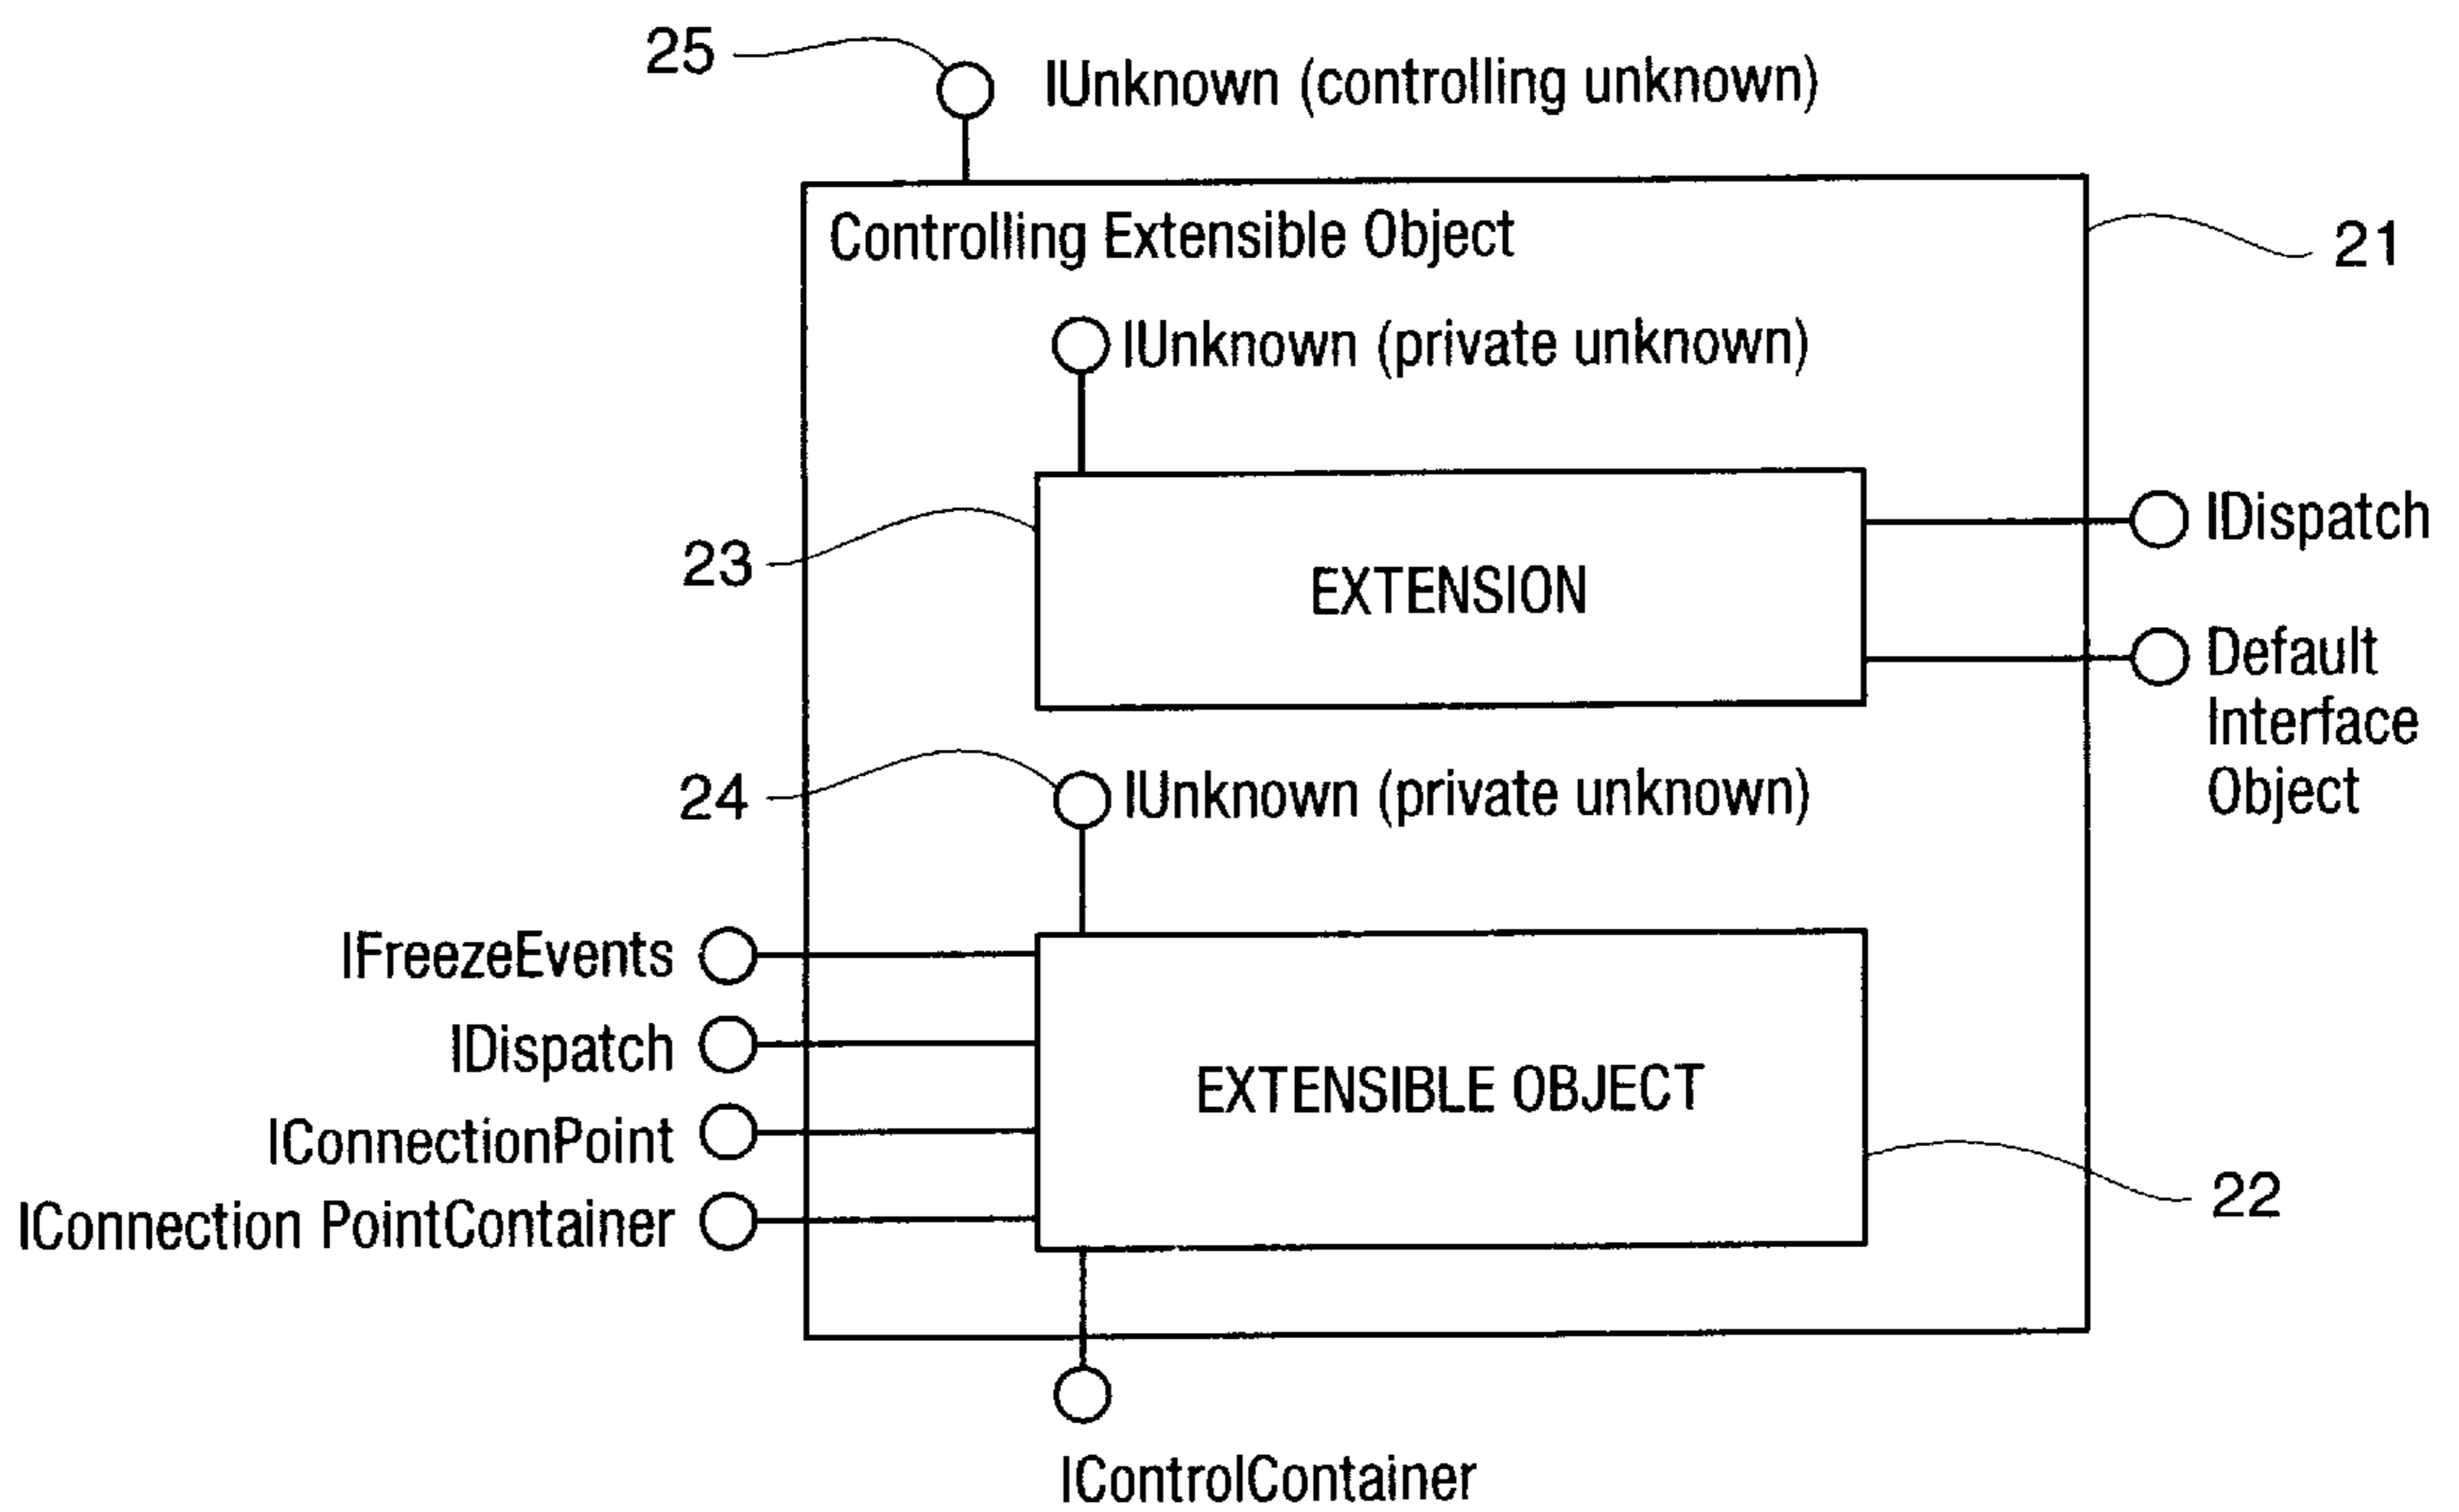 25
IUnknown (controlling unknown)
Controlling Extensible Object
21
IUnknown (private unknown)
23
EXTENSION
IDispatch
Default
Interface
Object
24
IUnknown (private unknown)
IFreezeEvents
IDispatch
IConnectionPoint
IConnection PointContainer
EXTENSIBLE OBJECT
22
IControlContainer